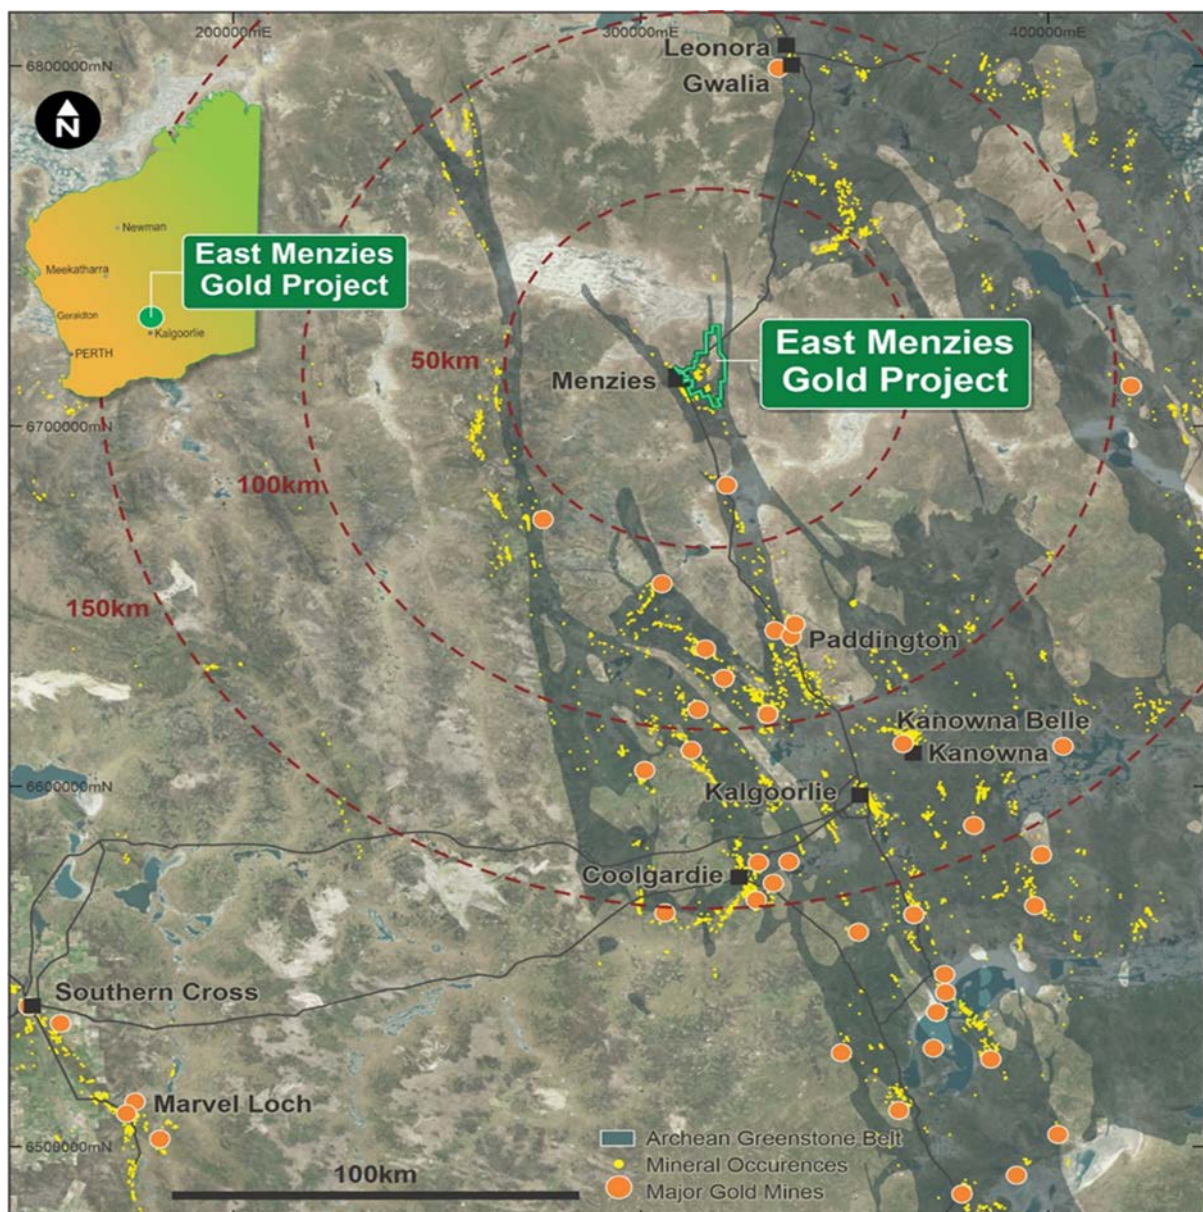 200000mE
300000mE
400000mE
Leonora
Gwalia
6800000mN
N
Newman
East Menzies
Gold Project
Meekatharra
Geraldton
Kalgoorlie
PERTH
50km
East Menzies
Gold Project
Menzies
6700000mN
100km
150km
Paddington
Kanowna Belle
Kanowna
6600000mN
Kalgoorlie
Coolgardie
Southern Cross
Marvel Loch
6500000mN
100km
Archean Greenstone Belt
Mineral Occurences
Major Gold Mines